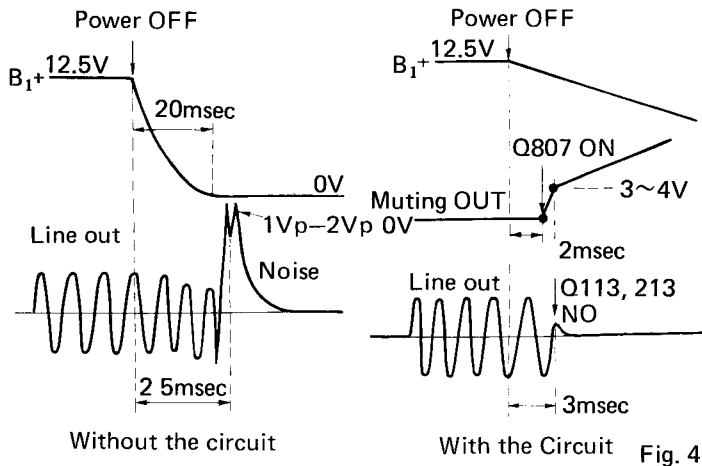 Power OFF
B1+ 12.5V
20msec
0V
1Vp-2Vp
Line out
Noise
2 5msec
Without the circuit
Power OFF
B1+ 12.5V
Q807 ON
3~4V
Muting OUT
0V
2msec
Line out
Q113, 213
NO
3msec
With the Circuit
Fig. 4